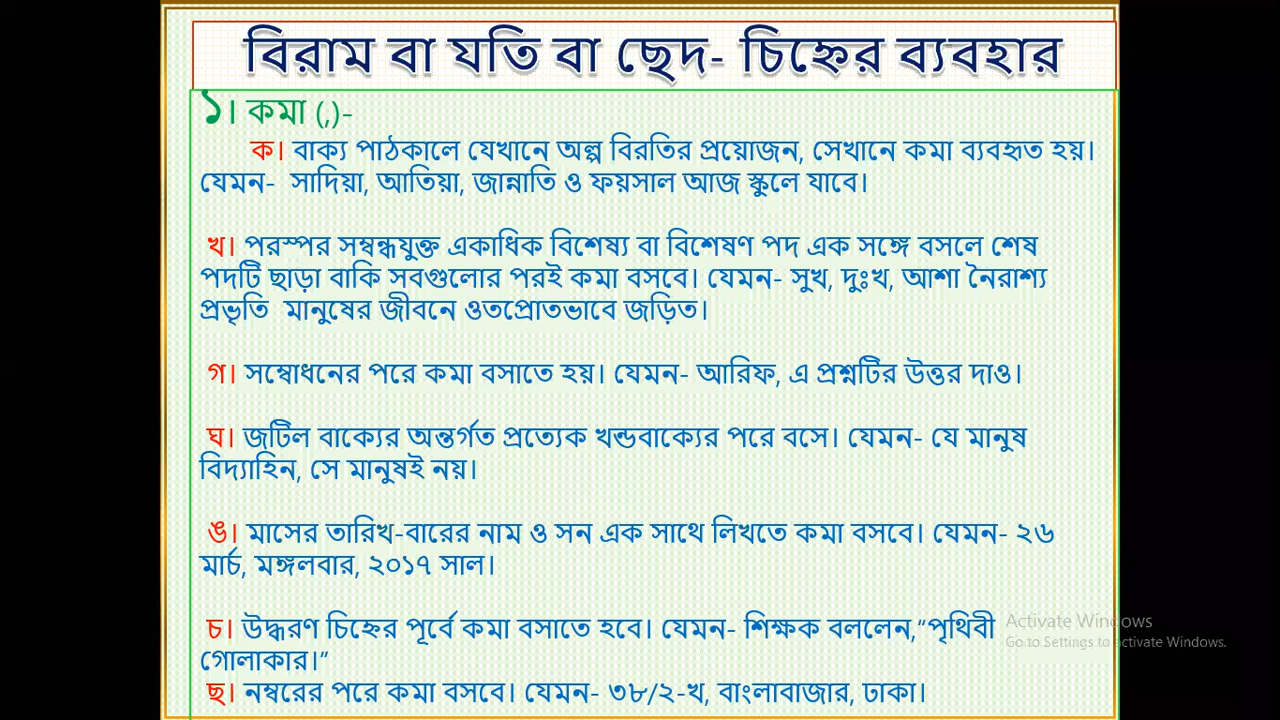 বিরাম বা যতি বা ছেদ- চিহ্নের ব্যবহার
১। কমা (,)-
ক। বাক্য পাঠকালে যেখানে অল্প বিরতির প্রয়োজন, সেখানে কমা ব্যবহৃত হয়।
যেমন- সাদিয়া, আতিয়া, জান্নাতি ও ফয়সাল আজ স্কুলে যাবে।
খ। পরস্পর সম্বন্ধযুক্ত একাধিক বিশেষ্য বা বিশেষণ পদ এক সঙ্গে বসলে শেষ
পদটি ছাড়া বাকি সবগুলোর পরই কমা বসবে। যেমন- সুখ, দুঃখ, আশা নৈরাশ্য
প্রভৃতি মানুষের জীবনে ওতপ্রোতভাবে জড়িত।
গ। সম্বোধনের পরে কমা বসাতে হয়। যেমন- আরিফ, এ প্রশ্নটির উত্তর দাও।
ঘ। জটিল বাক্যের অন্তর্গত প্রত্যেক খন্ডবাক্যের পরে বসে। যেমন- যে মানুষ
বিদ্যাহিন, সে মানুষই নয়।
ঙ। মাসের তারিখ-বারের নাম ও সন এক সাথে লিখতে কমা বসবে। যেমন- ২৬
মার্চ, মঙ্গলবার, ২০১৭ সাল।
চ। উদ্ধরণ চিহ্নের পূর্বে কমা বসাতে হবে। যেমন- শিক্ষক বললেন,“পৃথিবী
গোলাকার।”
ছ। নম্বরের পরে কমা বসবে। যেমন- ৩৮/২-খ, বাংলাবাজার, ঢাকা।
Activate Windows
Go to Settings to activate Windows.